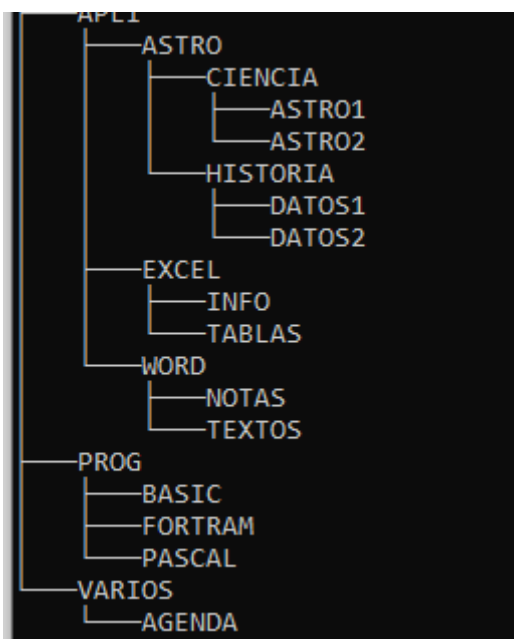 APLI
ASTRO
CIENCIA
ASTRO1
ASTRO2
HISTORIA
DATOS1
DATOS2
EXCEL
INFO
TABLAS
WORD
NOTAS
TEXTOS
PROG
BASIC
FORTRAM
PASCAL
VARIOS
AGENDA